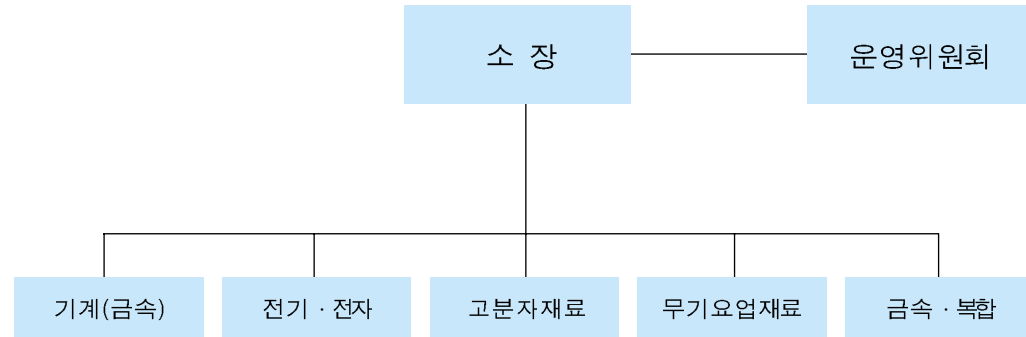 소 장
운영위원회
기계(금속)
전기 · 전자
고분자재료
무기요업재료
금속 · 복합